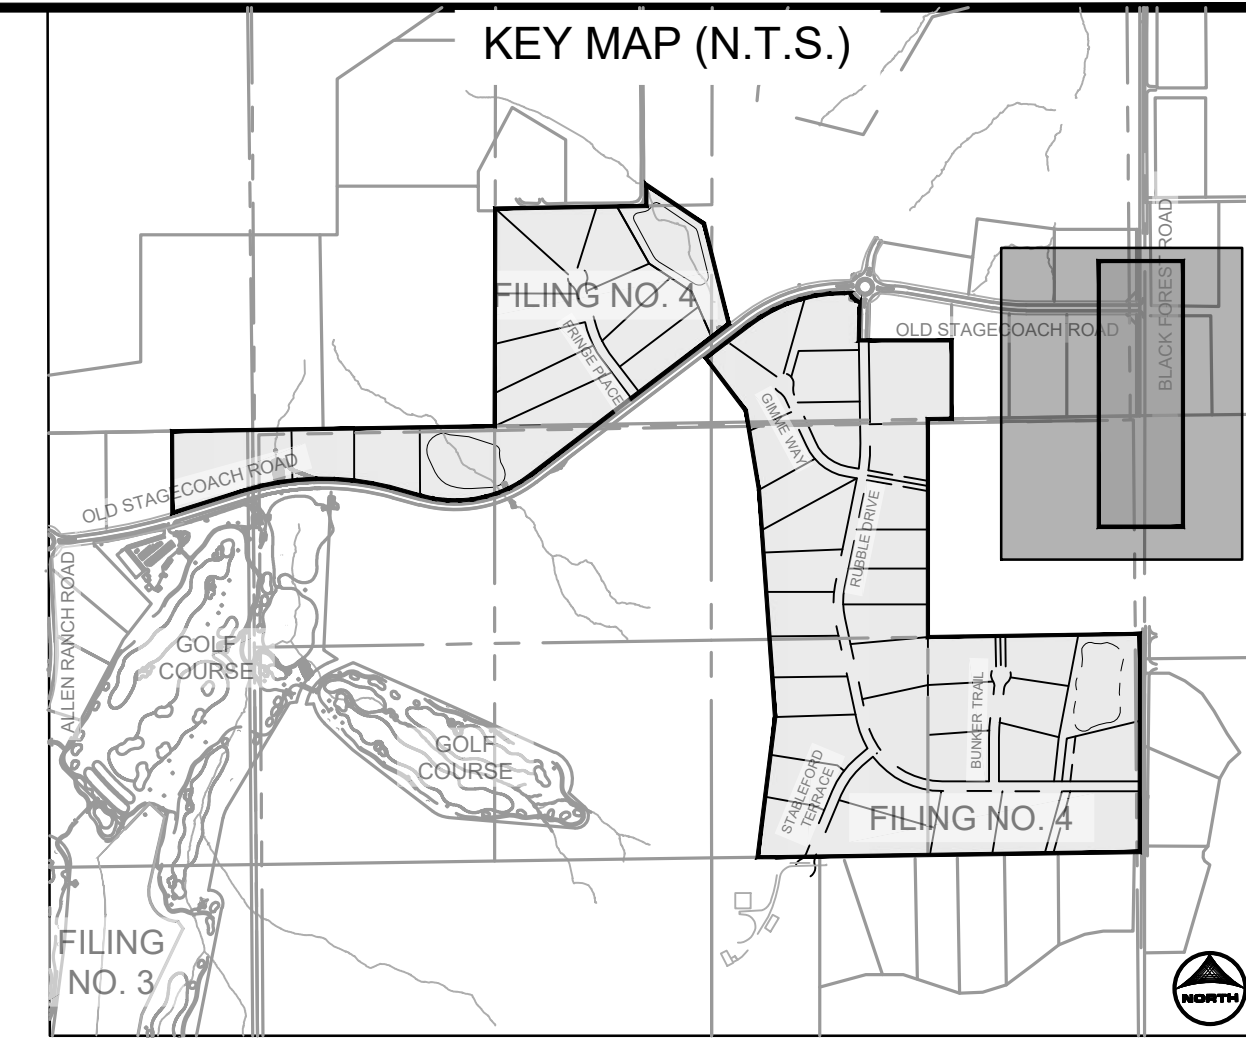 KEY MAP (N.T.S.)
BLACK FOREST ROAD
FILING NO. 4
OLD STAGECOACH ROAD
FRINGE PLACE
GIMME WAY
OLD STAGECOACH ROAD
RUBBLE DRIVE
ALLEN RANCH ROAD
GOLF
COURSE
BUNKER TRAIL
GOLF
COURSE
STABLEFORD
TERRACE
FILING NO. 4
FILING
NO. 3
NORTH